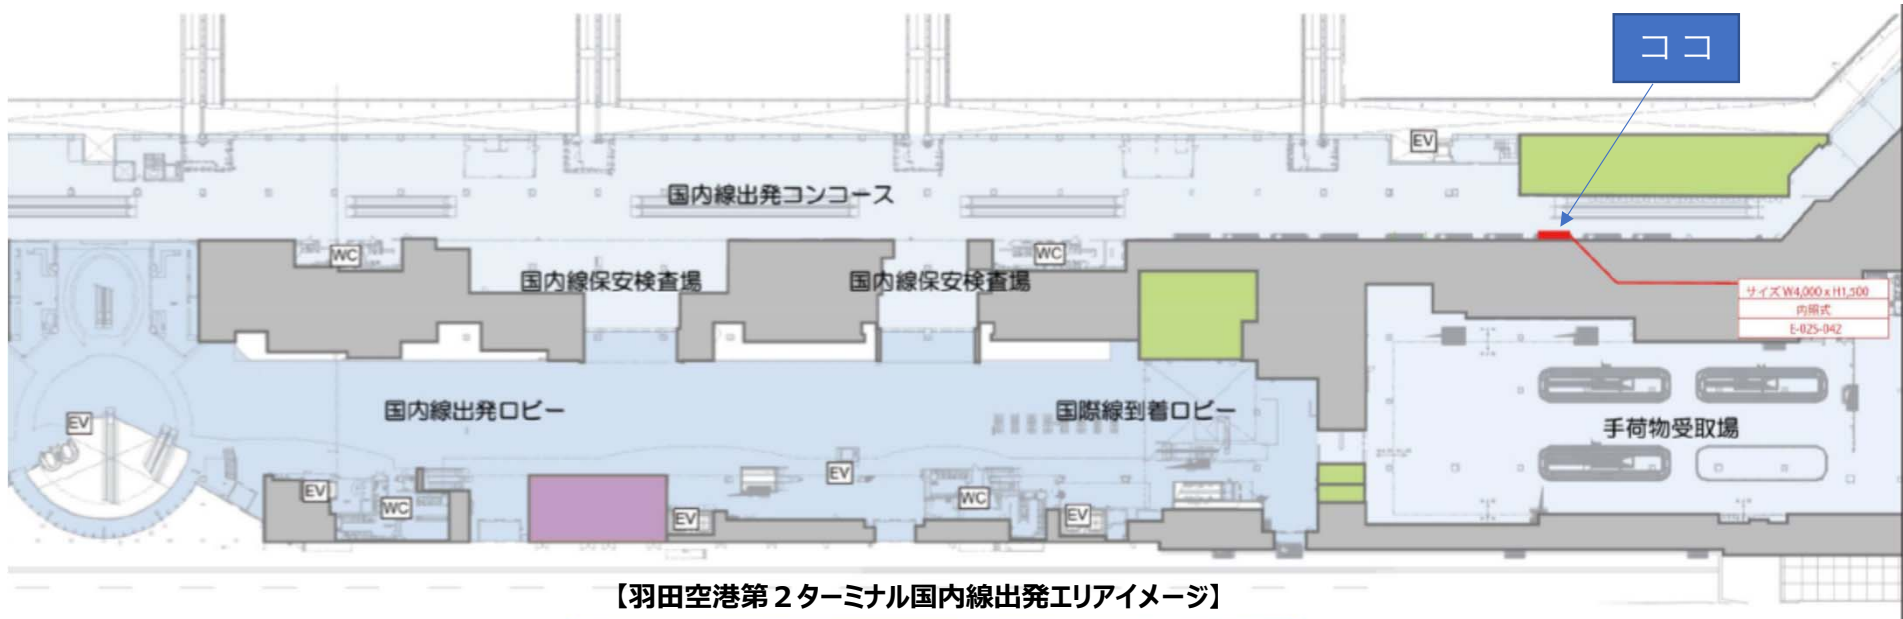 ココ
EV
国内線出発コンコース
WC
WC
国内線保安検査場
国内線保安検査場
サイズ W4,000 x H1,500
内照式
E-025-042
EV
国内線出発ロビー
国際線到着ロビー
手荷物受取場
EV
EV
WC
EV
WC
EV
【羽田空港第2ターミナル国内線出発エリアイメージ】